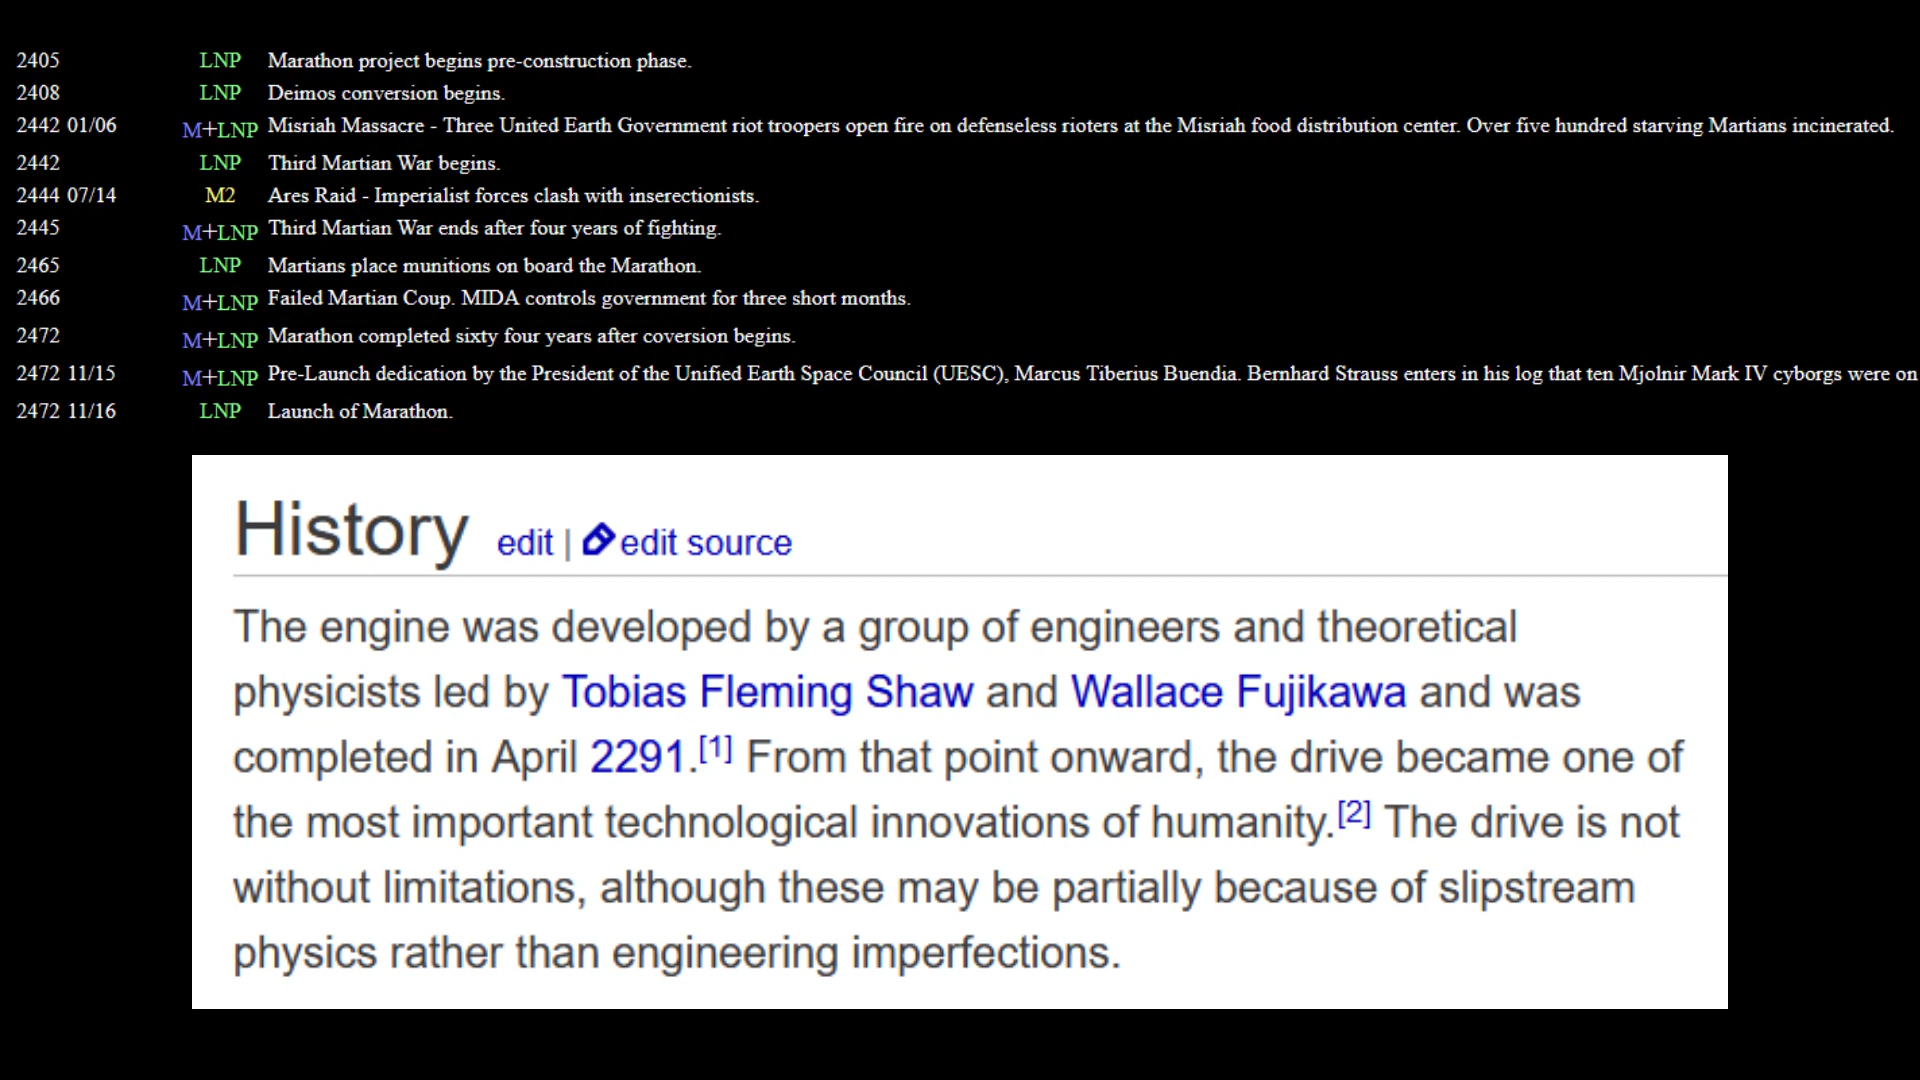 2405 LNP Marathon project begins pre-construction phase.
2408 LNP Deimos conversion begins.
2442 01/06 M+LNP Misriah Massacre - Three United Earth Government riot troopers open fire on defenseless rioters at the Misriah food distribution center. Over five hundred starving Martians incinerated.
2442 LNP Third Martian War begins.
2444 07/14 M2 Ares Raid - Imperialist forces clash with inserectionists.
2445 M+LNP Third Martian War ends after four years of fighting.
2465 LNP Martians place munitions on board the Marathon.
2466 M+LNP Failed Martian Coup. MIDA controls government for three short months.
2472 M+LNP Marathon completed sixty four years after coversion begins.
2472 11/15 M+LNP Pre-Launch dedication by the President of the Unified Earth Space Council (UESC), Marcus Tiberius Buendia. Bernhard Strauss enters in his log that ten Mjolnir Mark IV cyborgs were on
2472 11/16 LNP Launch of Marathon.
History edit | edit source
The engine was developed by a group of engineers and theoretical
physicists led by Tobias Fleming Shaw and Wallace Fujikawa and was
completed in April 2291.[1] From that point onward, the drive became one of
the most important technological innovations of humanity.[2] The drive is not
without limitations, although these may be partially because of slipstream
physics rather than engineering imperfections.